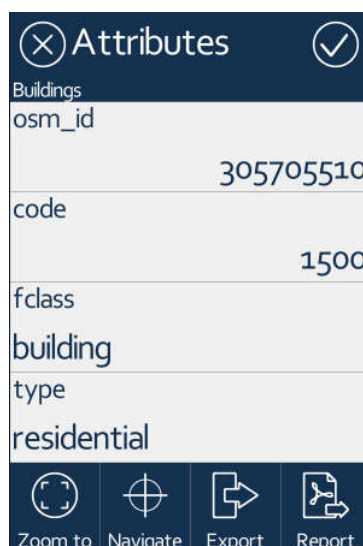 Attributes
Buildings
osm_id
305705510
code
1500
fclass
building
type
residential
Zoom to Navigate Export Report